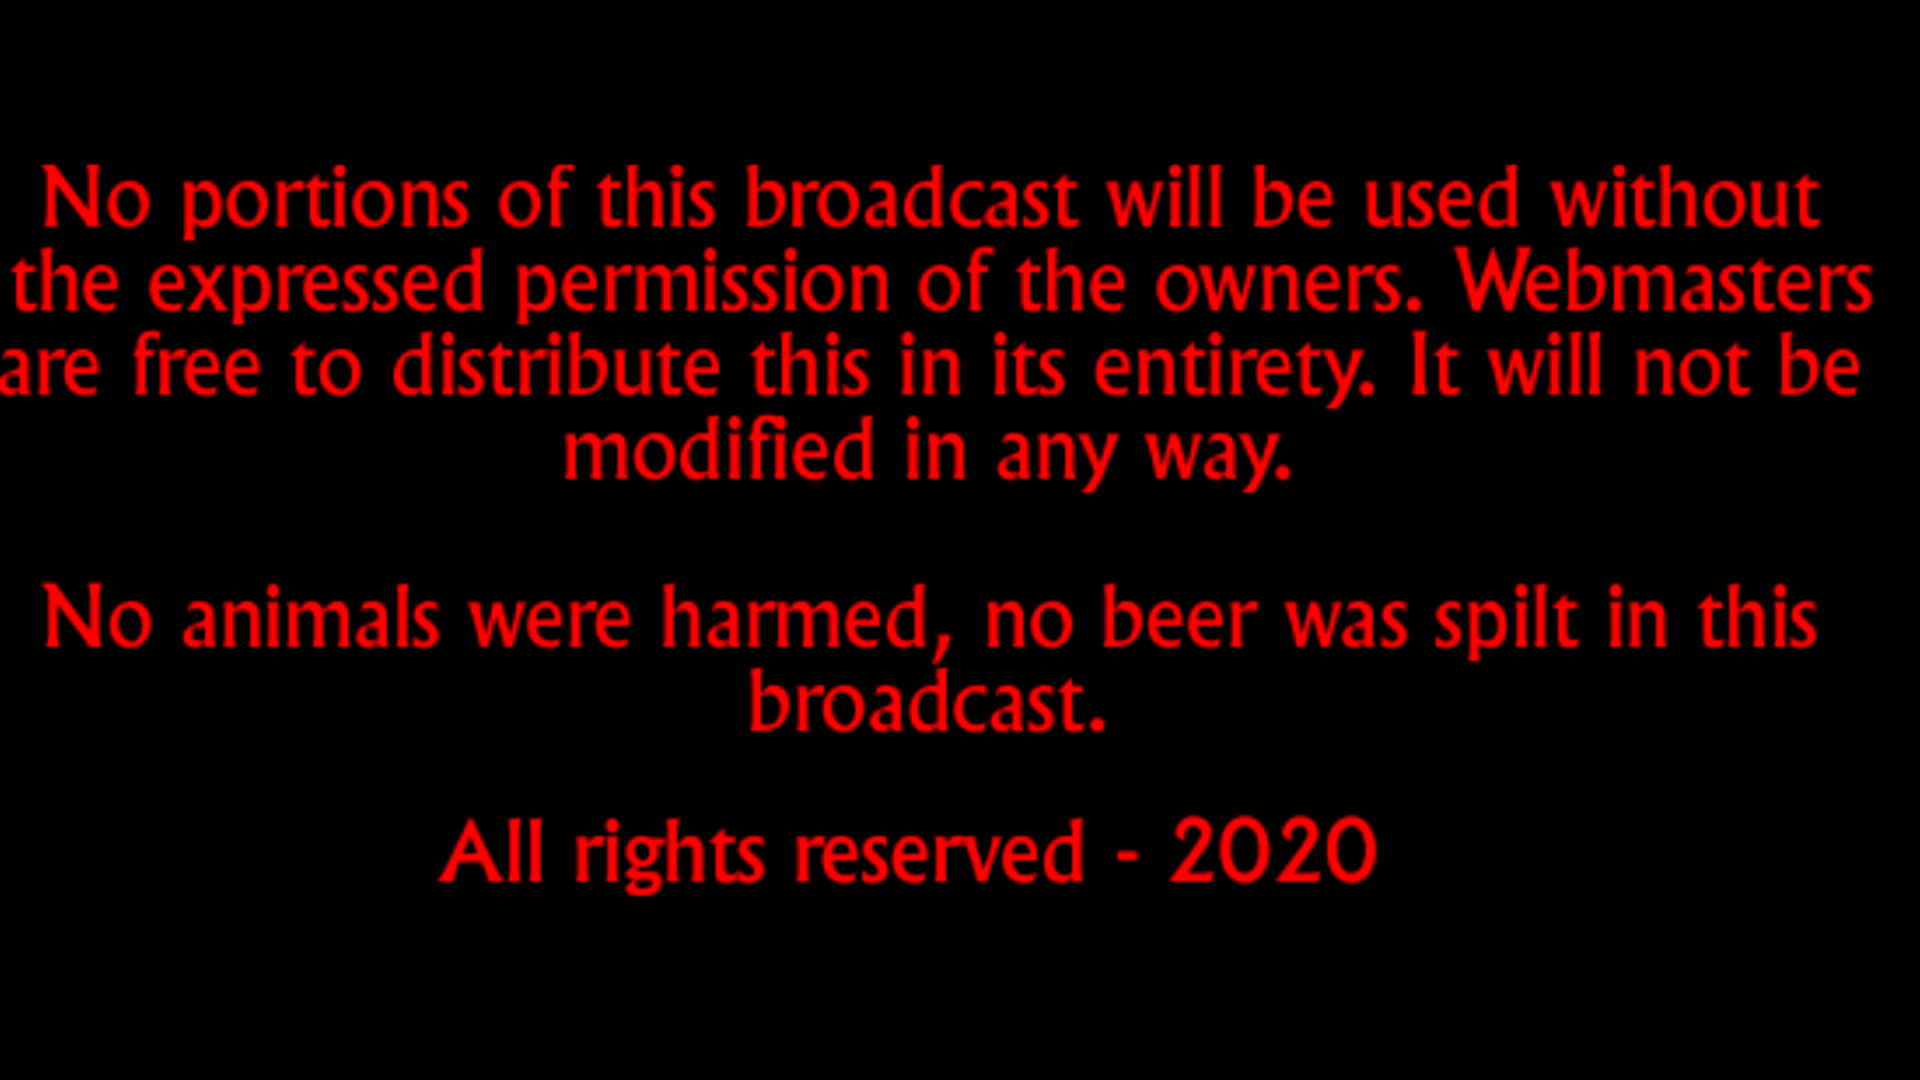 No portions of this broadcast will be used without
the expressed permission of the owners. Webmasters
are free to distribute this in its entirety. It will not be
modified in any way.
No animals were harmed, no beer was spilt in this
broadcast.
All rights reserved - 2020